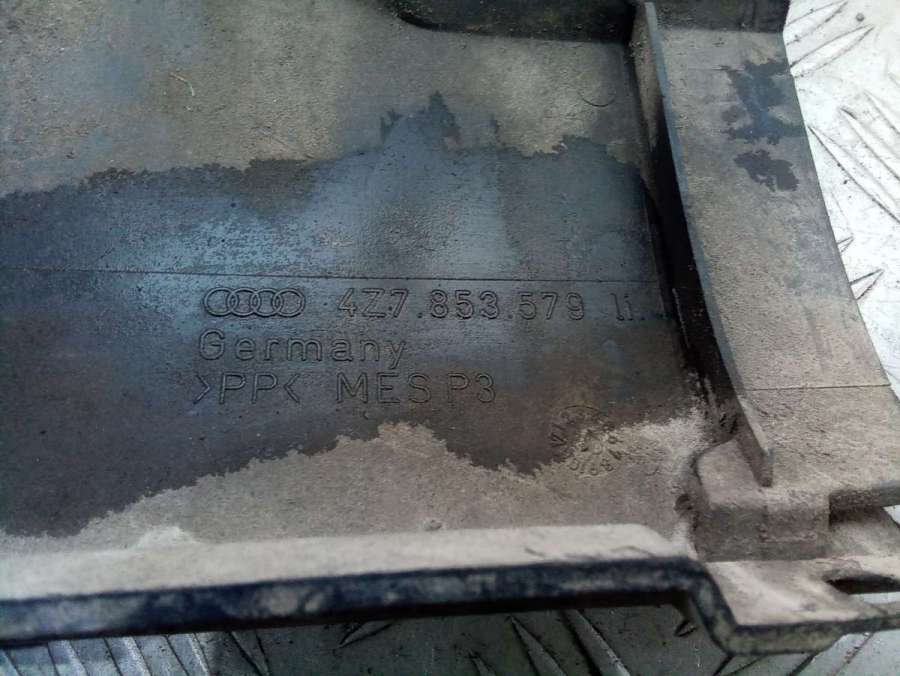 4Z7.853.579
Germany
>PP< MES P3